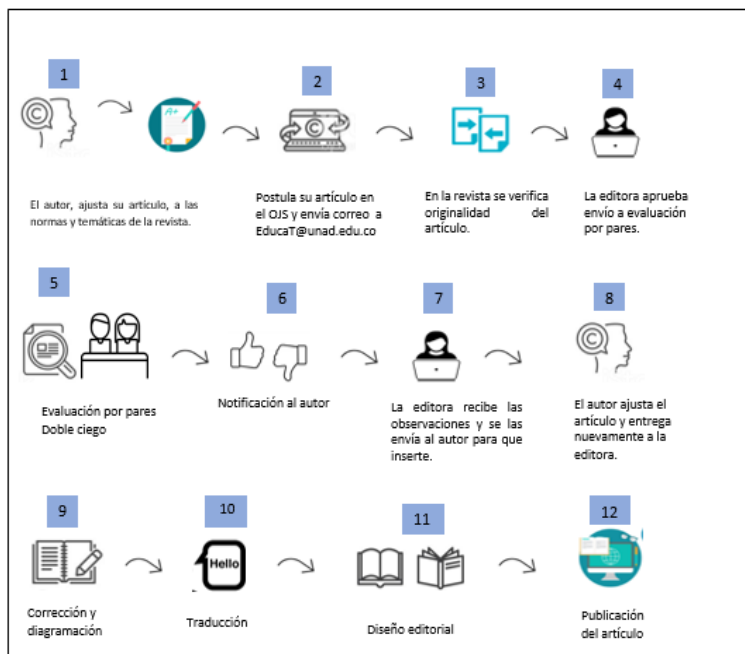 1
2
3
4
A+
El autor, ajusta su artículo, a las
normas y temáticas de la revista.
Postula su artículo en
el OJS y envía correo a
EducaT@unad.edu.co
En la revista se verifica
originalidad del
artículo.
La editora aprueba
envío a evaluación
por pares.
5
6
7
8
Evaluación por pares
Doble ciego
Notificación al autor
La editora recibe las
observaciones y se las
envía al autor para que
inserte.
El autor ajusta el
artículo y entrega
nuevamente a la
editora.
9
10
11
12
Hello
Corrección y
diagramación
Traducción
Diseño editorial
Publicación
del artículo